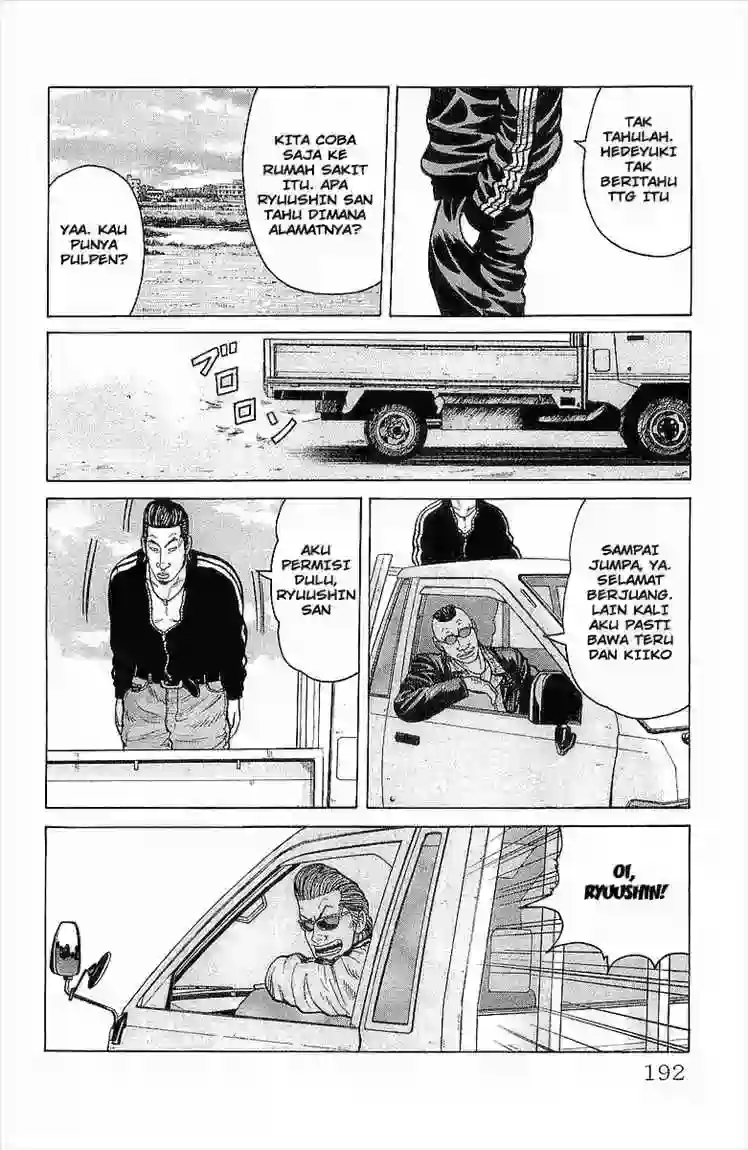 TAK
TAHULAH.
HEDEYUKI
TAK
BERITAHU
TTG ITU
KITA COBA
SAJA KE
RUMAH SAKIT
ITU. APA
RYUUSHIN SAN
TAHU DIMANA
ALAMATNYA?
YAA. KAU
PUNYA
PULPEN?
ブロロロン
SAMPAI
JUMPA, YA.
SELAMAT
BERJUANG.
LAIN KALI
AKU PASTI
BAWA TERU
DAN KIIKO
AKU
PERMISI
DULU,
RYUUSHIN
SAN
OI,
RYUUSHIN!
192